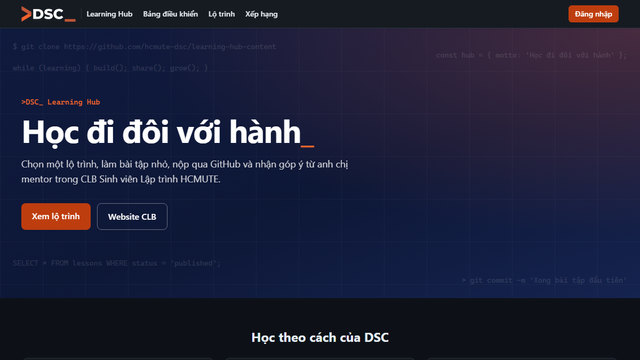 >DSC_
Learning Hub
Bảng điều khiển
Lộ trình
Xếp hạng
Đăng nhập
$ git clone https://github.com/hcmute-dsc/learning-hub-content
const hub = { motto: 'Học đi đôi với hành' };
while (learning) { build(); share(); grow(); }
>DSC_ Learning Hub
Học đi đôi với hành_
Chọn một lộ trình, làm bài tập nhỏ, nộp qua GitHub và nhận góp ý từ anh chị
mentor trong CLB Sinh viên Lập trình HCMUTE.
Xem lộ trình
Website CLB
SELECT * FROM lessons WHERE status = 'published';
> git commit -m 'Xong bài tập đầu tiên'
Học theo cách của DSC